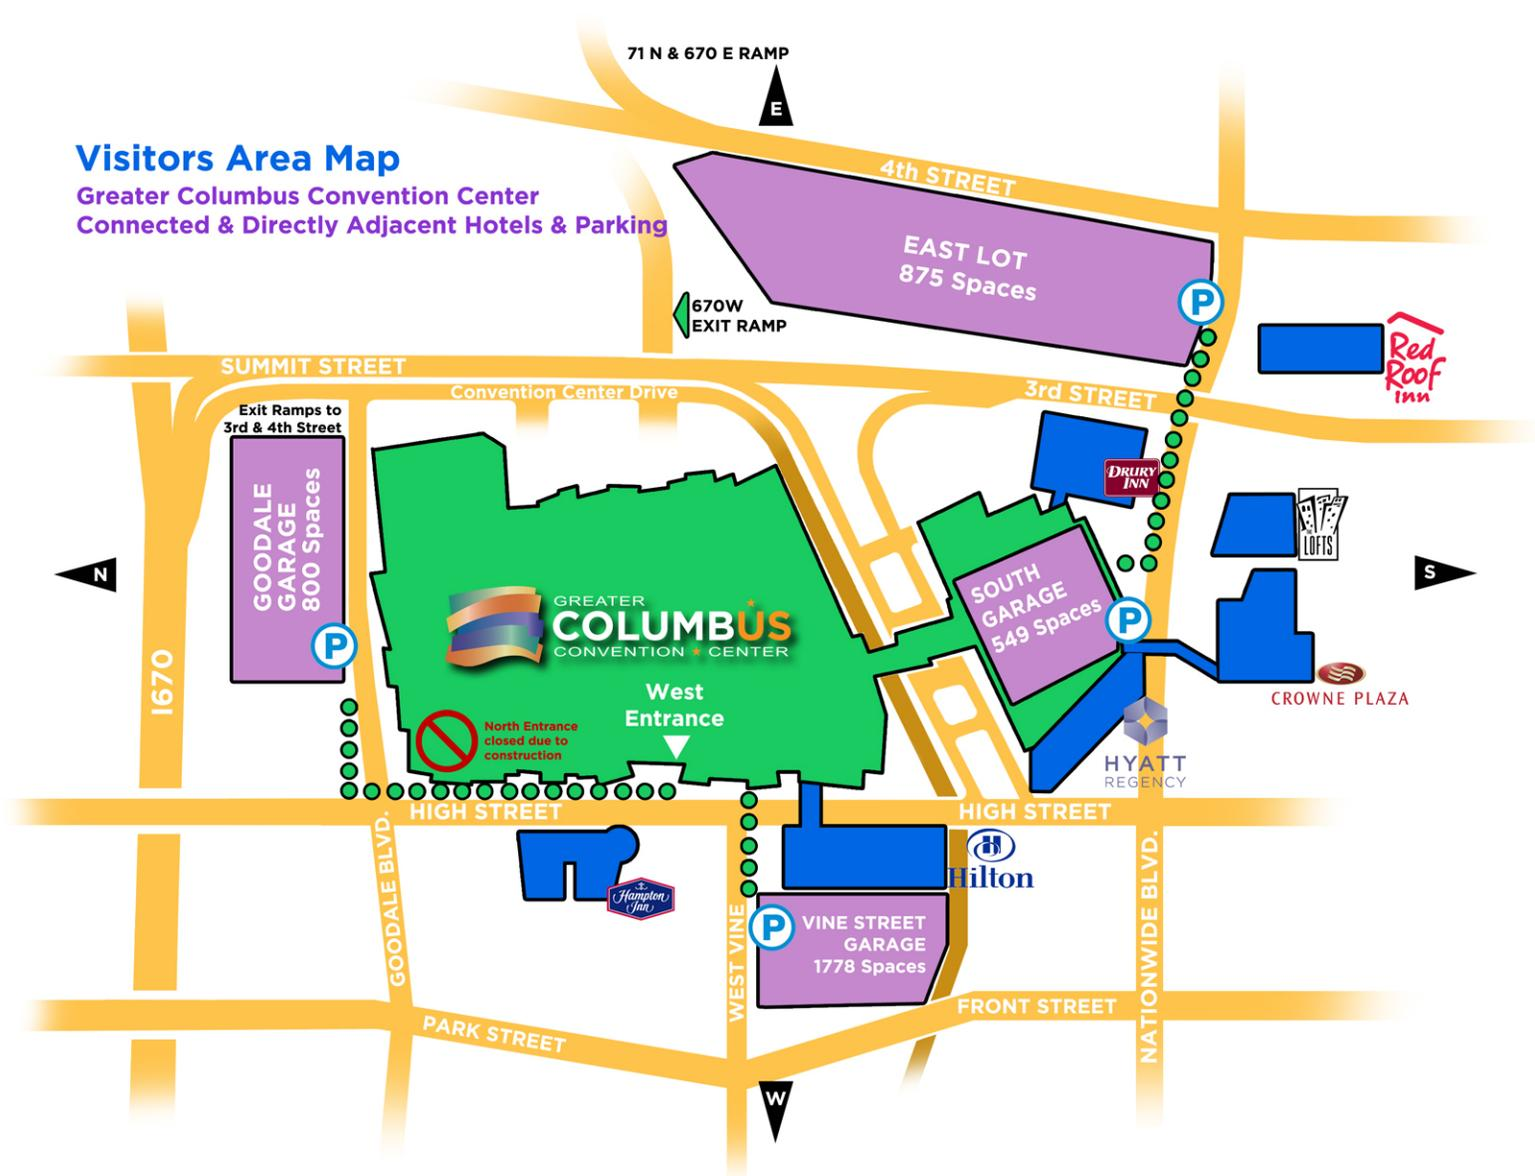 71 N & 670 E RAMP
E
Visitors Area Map
Greater Columbus Convention Center
Connected & Directly Adjacent Hotels & Parking
4th STREET
EAST LOT
875 Spaces
P
670W
EXIT RAMP
Red
Roof
inn
SUMMIT STREET
Convention Center Drive
3rd STREET
Exit Ramps to
3rd & 4th Street
GOODALE
GARAGE
800 Spaces
P
DRURY
INN
THE
LOFTS
N
S
I670
GREATER
COLUMBUS
CONVENTION CENTER
SOUTH
GARAGE
549 Spaces
P
West
Entrance
North Entrance
closed due to
construction
CROWNE PLAZA
HYATT
REGENCY
HIGH STREET
HIGH STREET
GOODALE BLVD.
Hampton
Inn
H
Hilton
P
VINE STREET
GARAGE
1778 Spaces
WEST VINE
NATIONWIDE BLVD.
PARK STREET
FRONT STREET
W